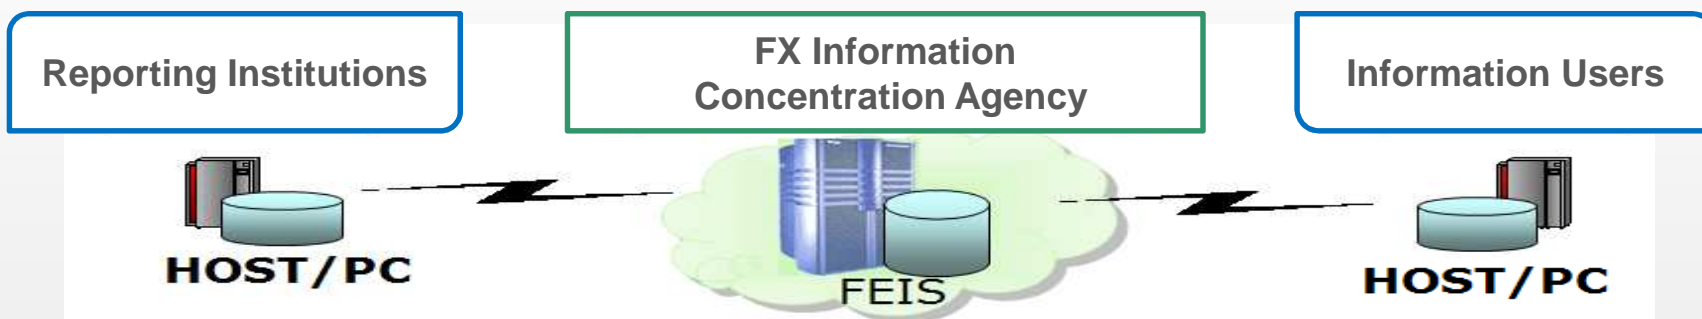 Reporting Institutions
FX Information
Concentration Agency
Information Users
HOST/PC
FEIS
HOST/PC